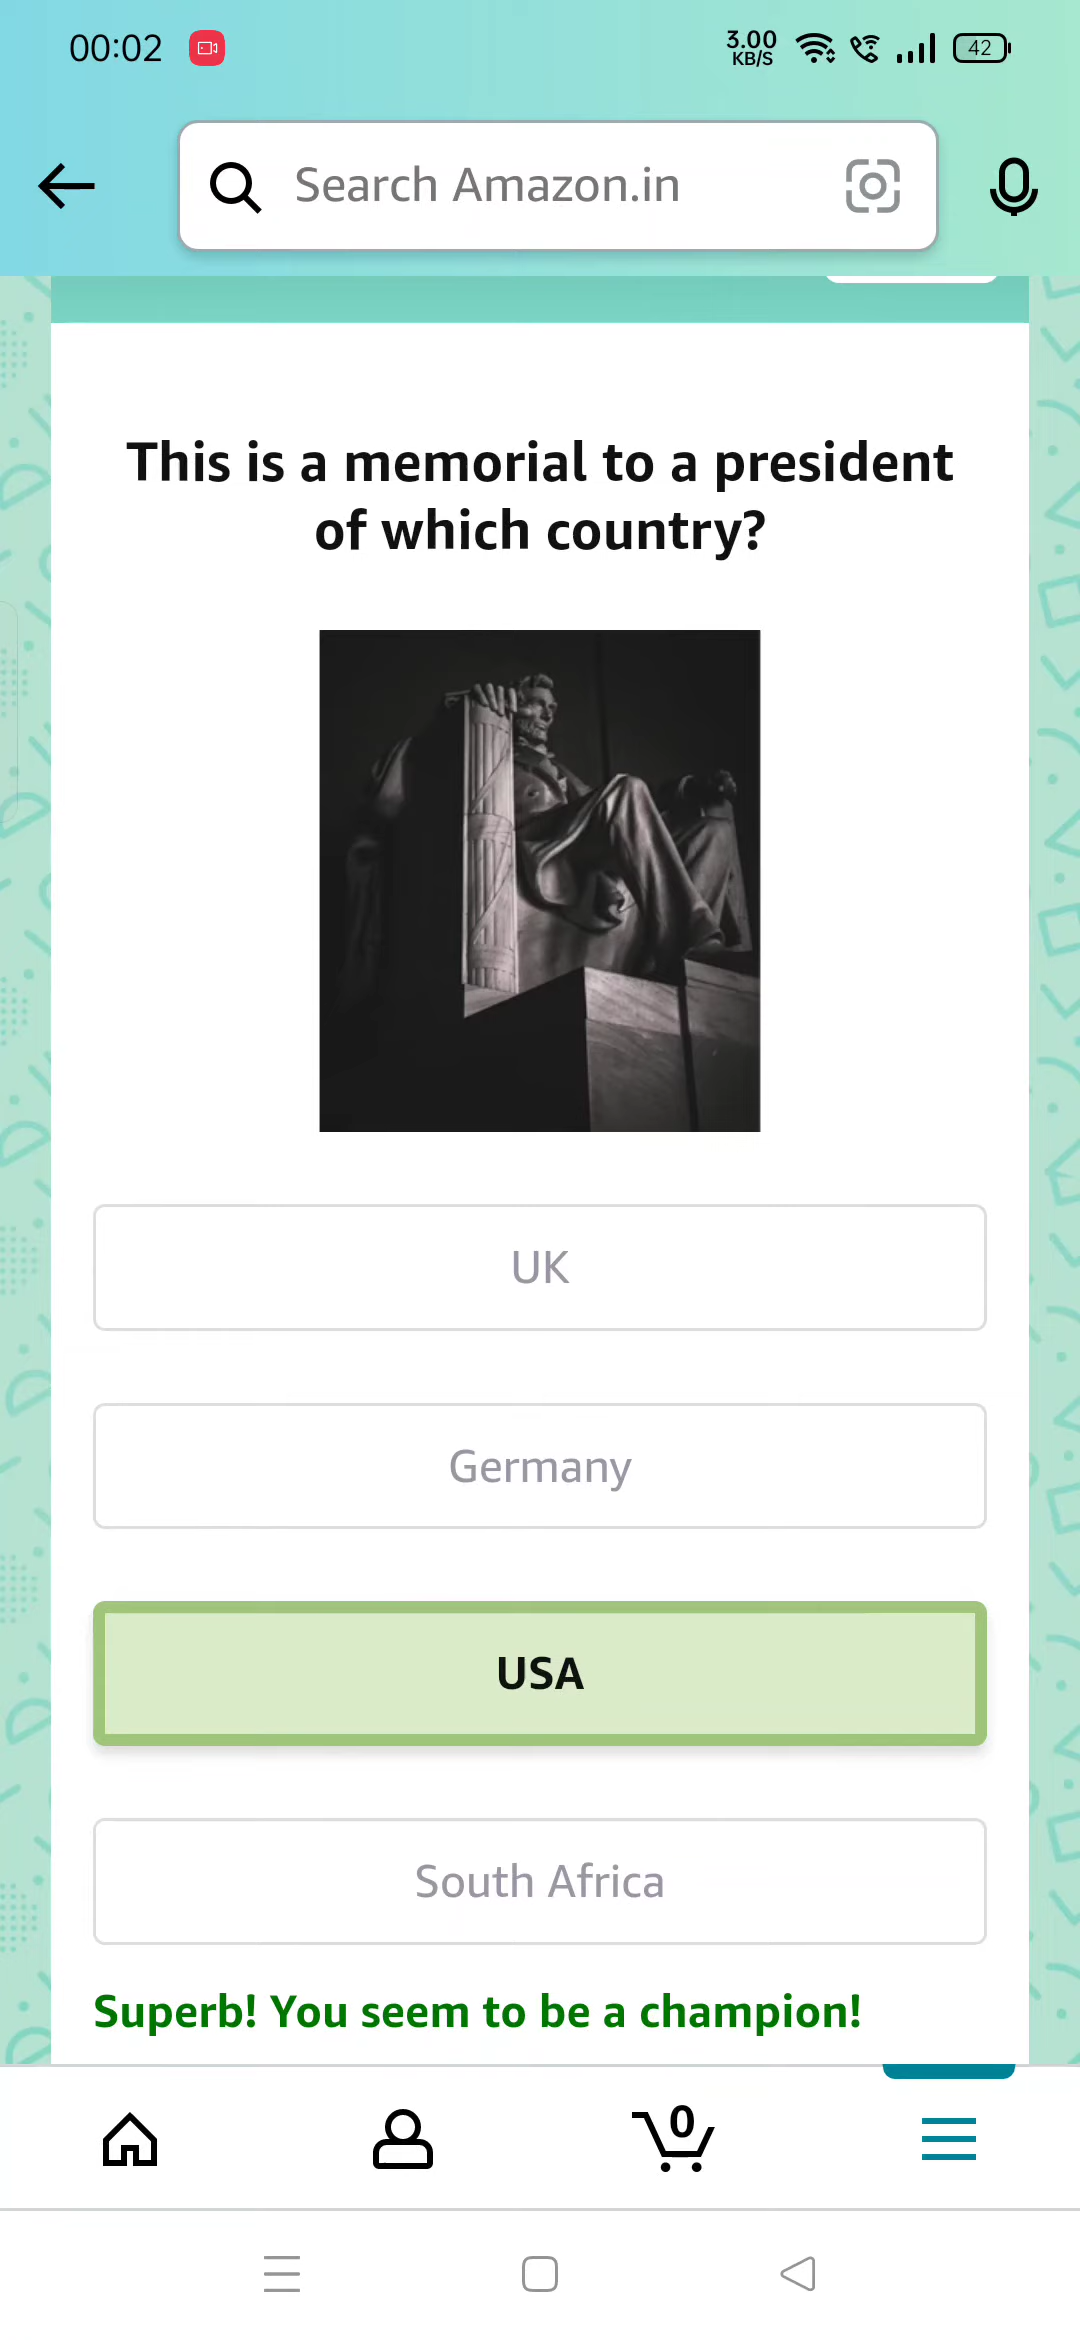 00:02
3.00
KB/S
42
Search Amazon.in
This is a memorial to a president
of which country?
UK
Germany
USA
South Africa
Superb! You seem to be a champion!
0